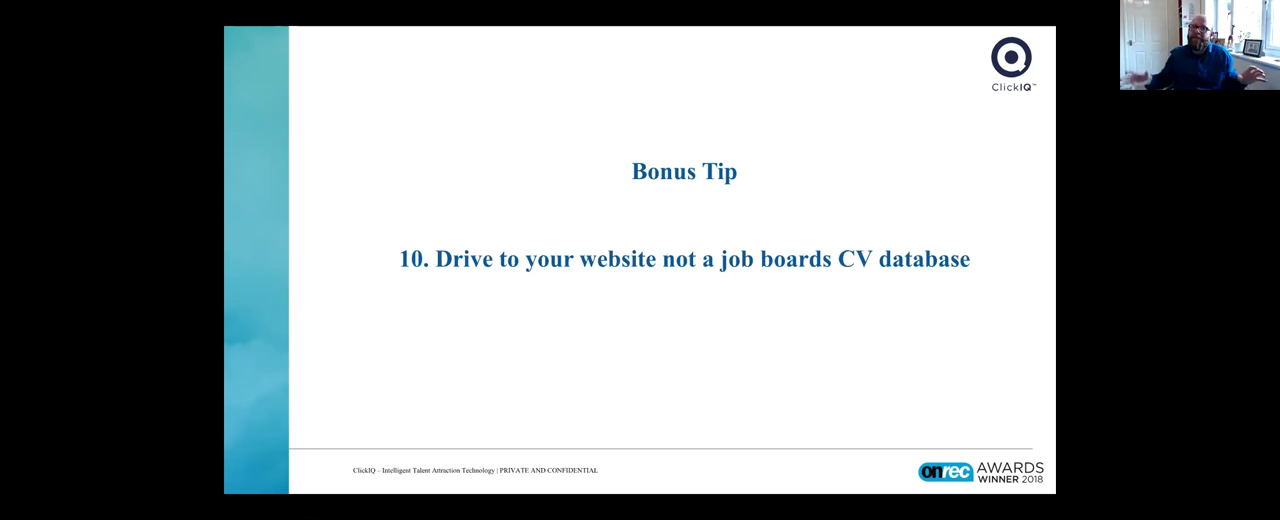 ClickIQ™
Bonus Tip
10. Drive to your website not a job boards CV database
ClickIQ – Intelligent Talent Attraction Technology | PRIVATE AND CONFIDENTIAL
onrec AWARDS
WINNER 2018